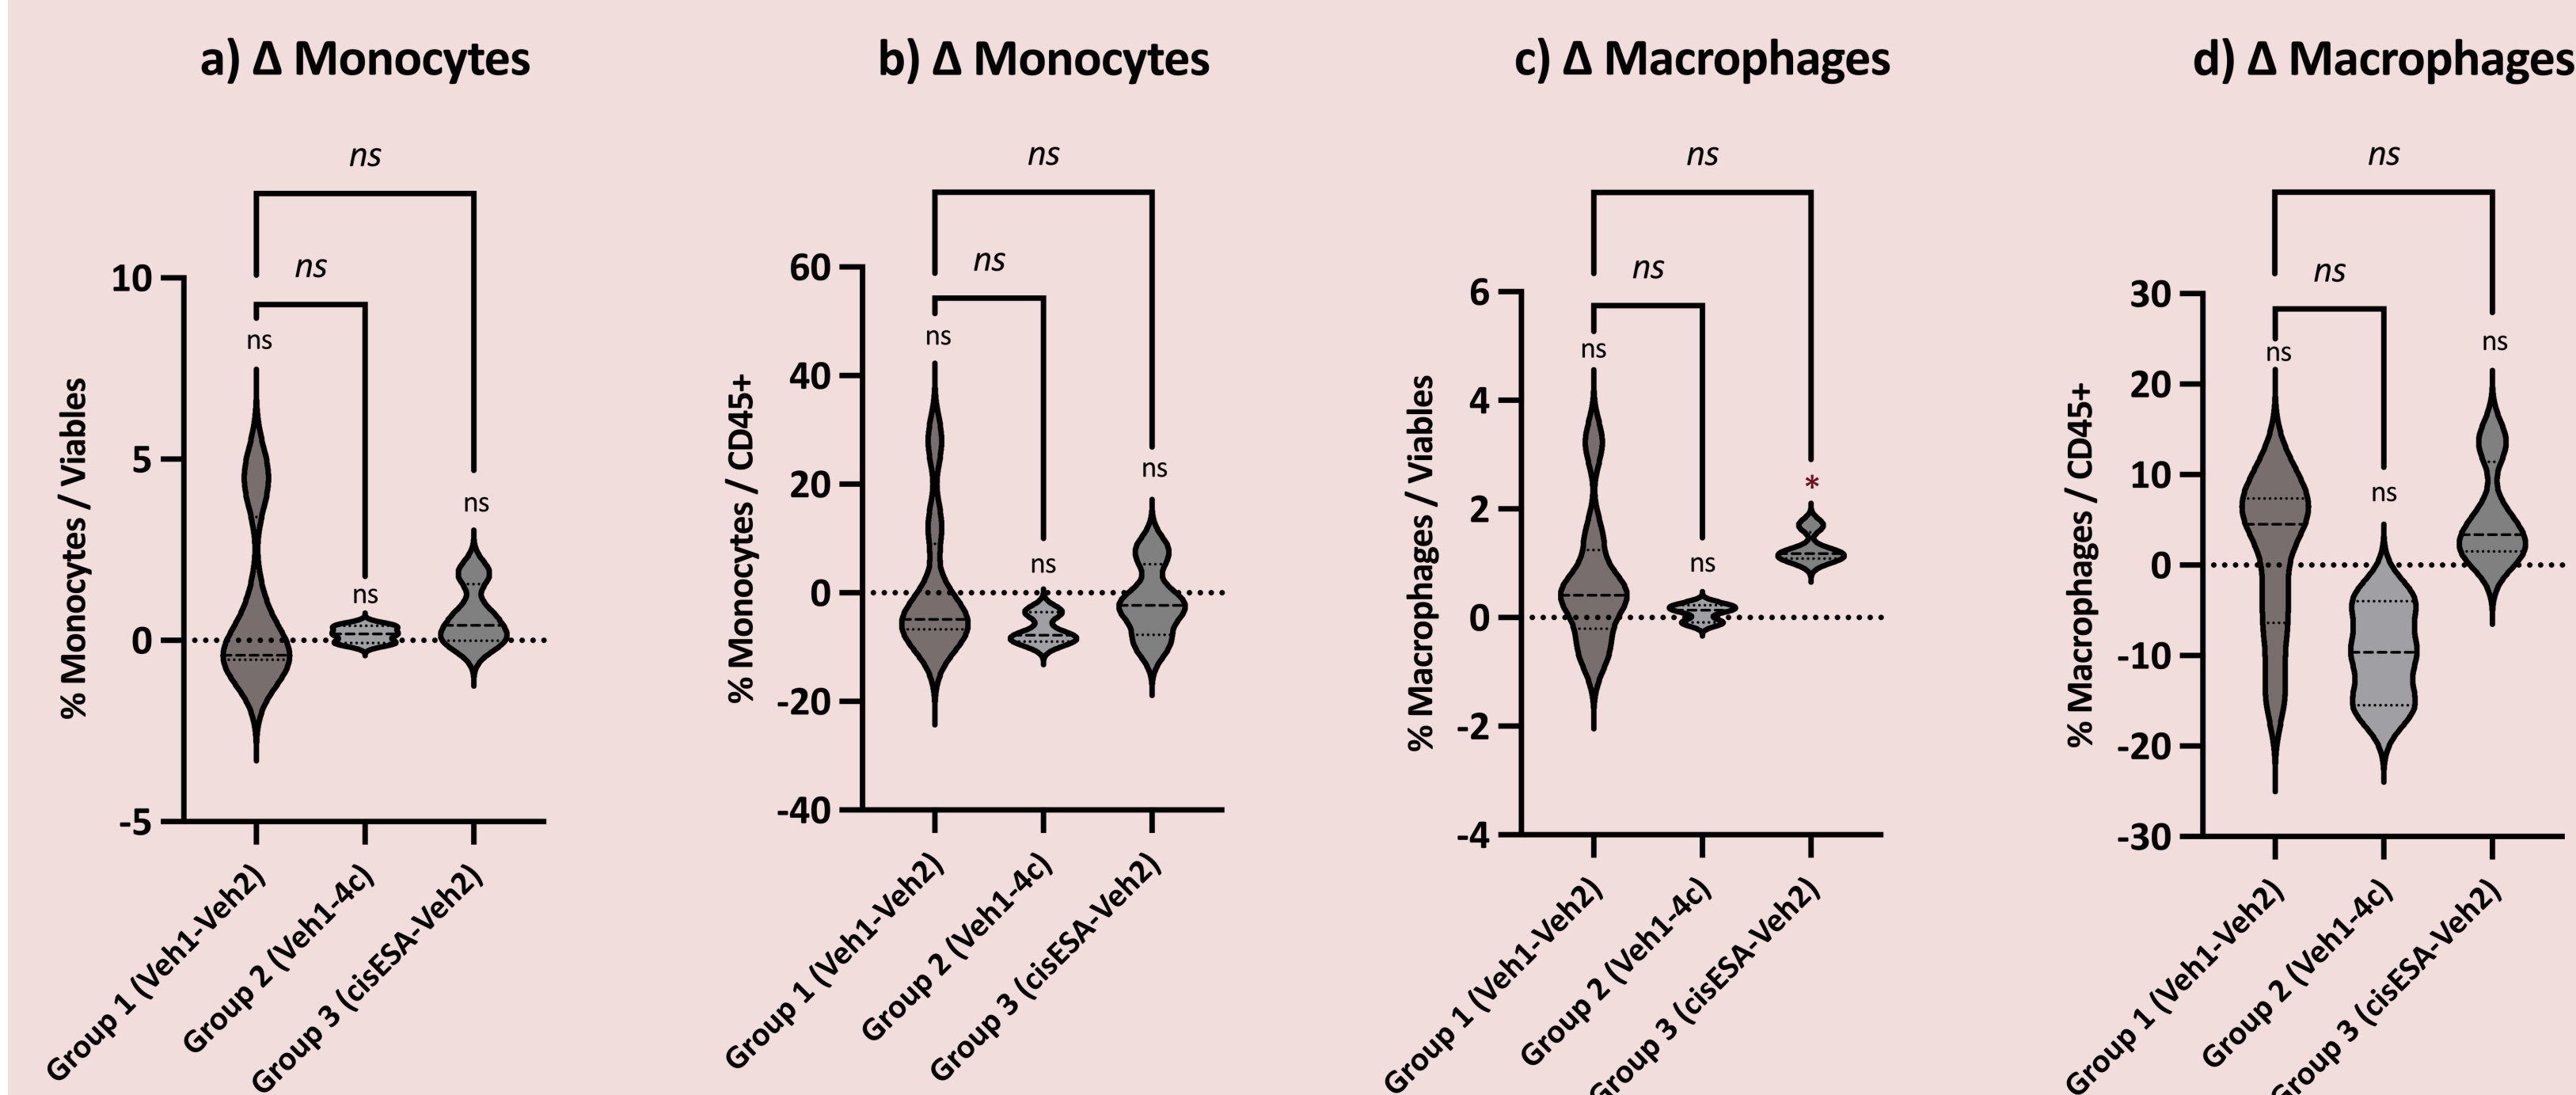 a) Δ Monocytes
ns
ns
ns
ns
ns
10
5
0
-5
% Monocytes / Viables
Group 1 (Veh1-Veh2)
Group 2 (Veh1-4c)
Group 3 (cisESA-Veh2)
b) Δ Monocytes
ns
ns
ns
ns
ns
60
40
20
0
-20
-40
% Monocytes / CD45+
Group 1 (Veh1-Veh2)
Group 2 (Veh1-4c)
Group 3 (cisESA-Veh2)
c) Δ Macrophages
ns
ns
ns
ns
*
6
4
2
0
-2
-4
% Macrophages / Viables
Group 1 (Veh1-Veh2)
Group 2 (Veh1-4c)
Group 3 (cisESA-Veh2)
d) Δ Macrophages
ns
ns
ns
ns
ns
30
20
10
0
-10
-20
-30
% Macrophages / CD45+
Group 1 (Veh1-Veh2)
Group 2 (Veh1-4c)
Group 3 (cisESA-Veh2)